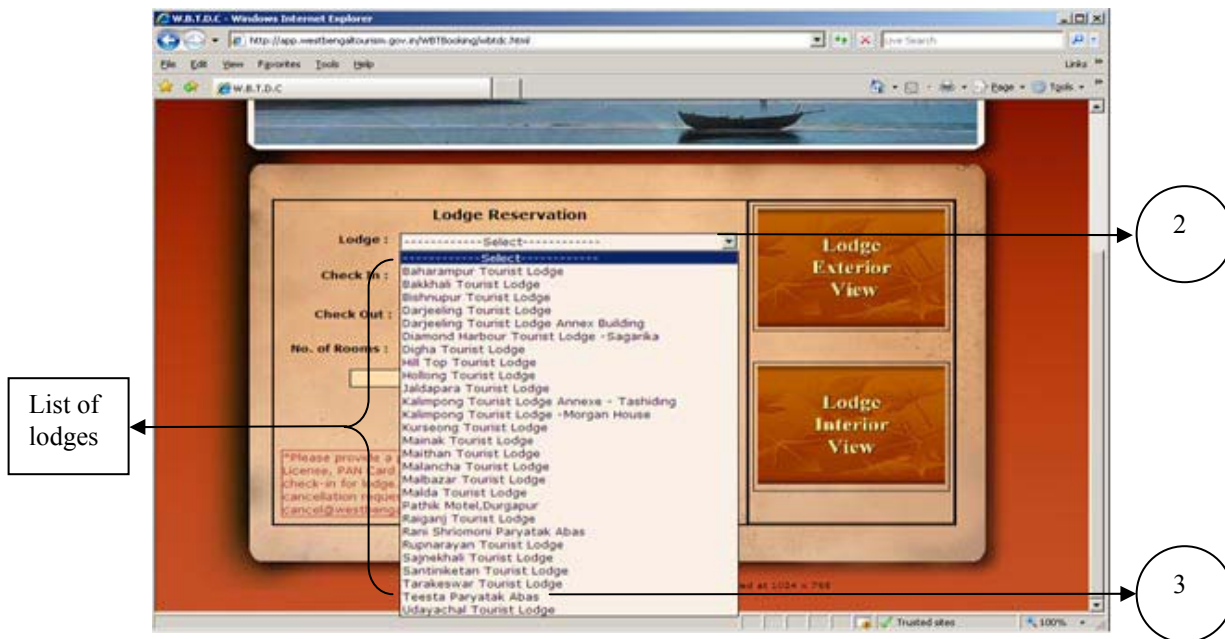 W.B.T.D.C - Windows Internet Explorer
http://app.westbengaltourism.gov.in/WBTBooking/wbtdc.html
Live Search
File Edit View Favorites Tools Help
Links
W.B.T.D.C
Page Tools
Lodge Reservation
Lodge :
------------Select------------
------------Select------------
Baharampur Tourist Lodge
Bakkhali Tourist Lodge
Bishnupur Tourist Lodge
Darjeeling Tourist Lodge
Darjeeling Tourist Lodge Annex Building
Diamond Harbour Tourist Lodge -Sagarika
Digha Tourist Lodge
Hill Top Tourist Lodge
Hollong Tourist Lodge
Jaldapara Tourist Lodge
Kalimpong Tourist Lodge Annexe - Tashiding
Kalimpong Tourist Lodge -Morgan House
Kurseong Tourist Lodge
Mainak Tourist Lodge
Maithan Tourist Lodge
Malancha Tourist Lodge
Malbazar Tourist Lodge
Malda Tourist Lodge
Pathik Motel,Durgapur
Raiganj Tourist Lodge
Rani Shriomoni Paryatak Abas
Rupnarayan Tourist Lodge
Sajnekhali Tourist Lodge
Santiniketan Tourist Lodge
Tarakeswar Tourist Lodge
Teesta Paryatak Abas
Udayachal Tourist Lodge
Check In :
Check Out :
No. of Rooms :
*Please provide a
License, PAN Card
check-in for lodge.
cancellation
cancel@
Lodge
Exterior
View
Lodge
Interior
View
at 1024 x 768
Trusted sites
100%
List of
lodges
2
3